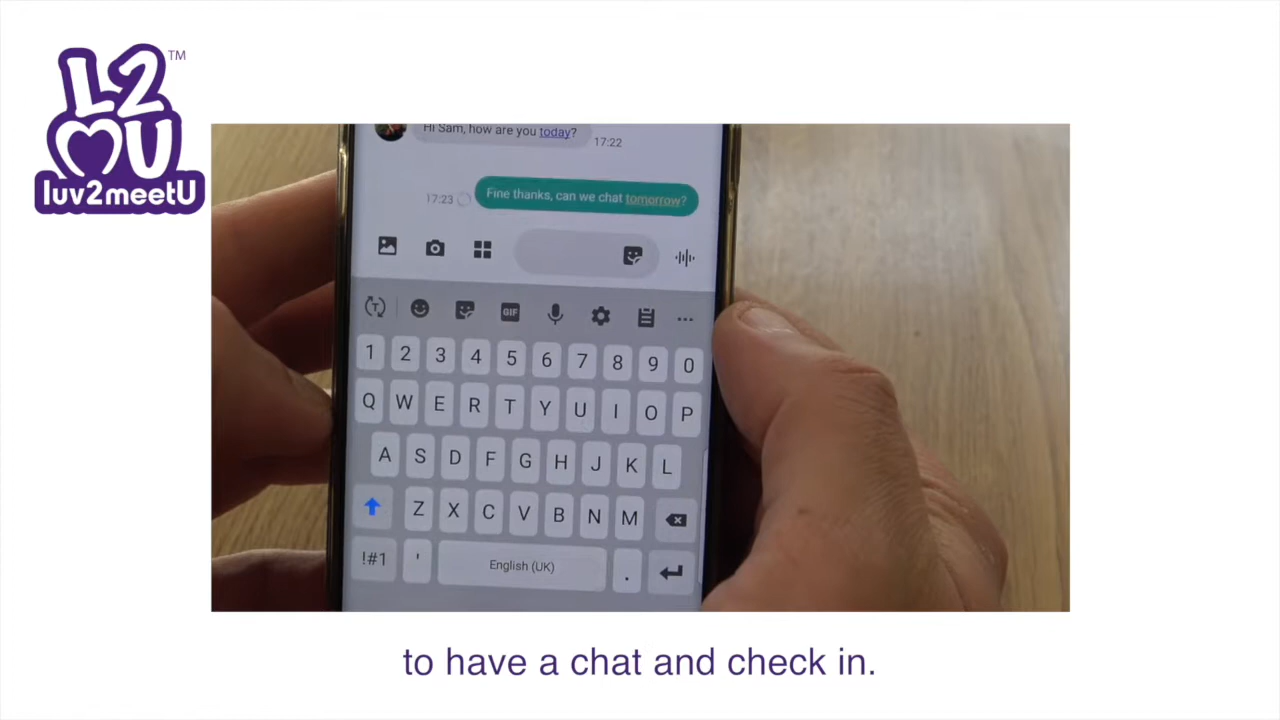 L2
U
TM
luv2meetU
Hi Sam, how are you today?
17:22
17:23
Fine thanks, can we chat tomorrow?
T
GIF
1 2 3 4 5 6 7 8 9 0
Q W E R T Y U I O P
A S D F G H J K L
Z X C V B N M
!#1 ' English (UK) .
to have a chat and check in.